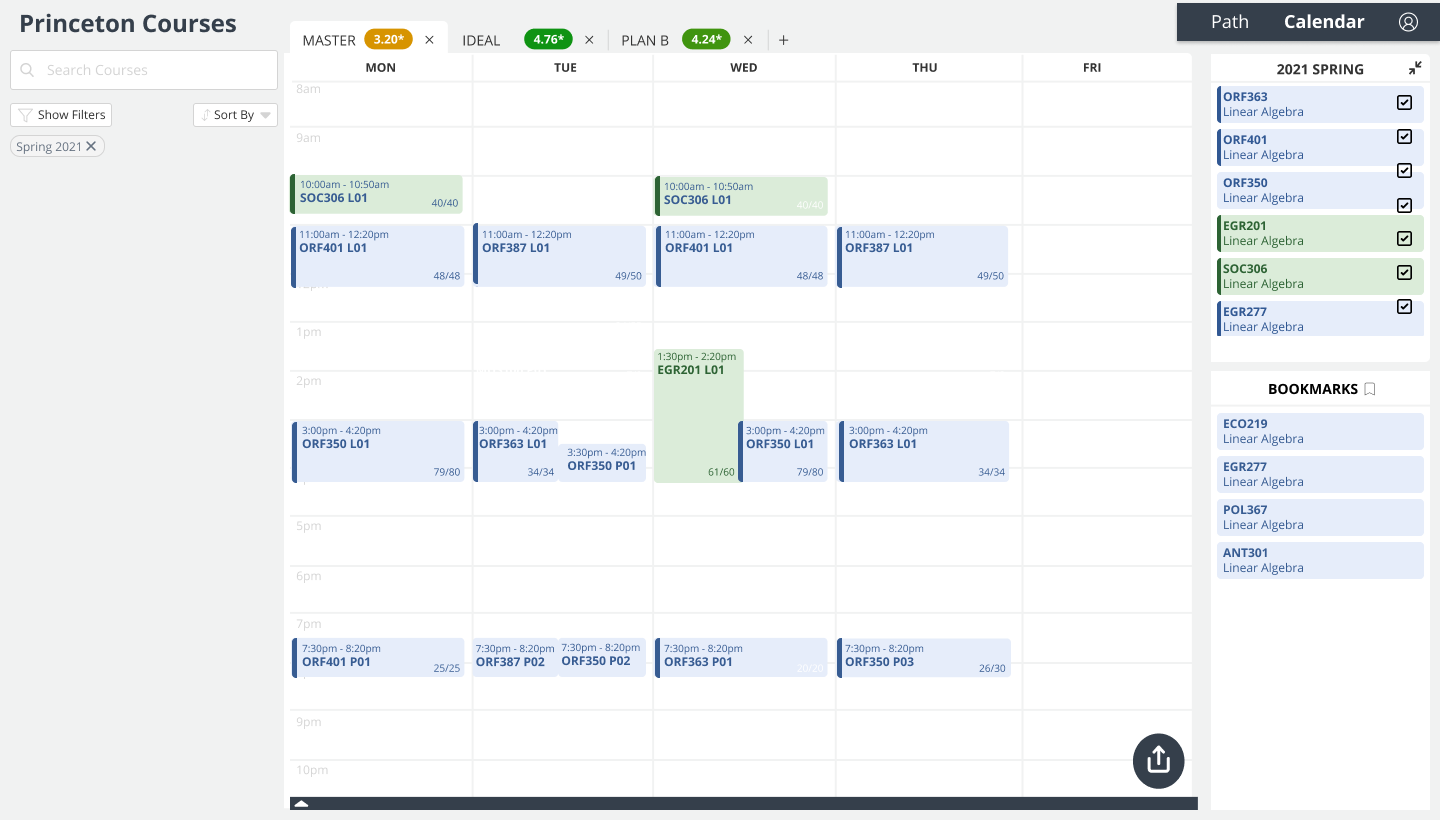 Princeton Courses
Search Courses
Show Filters
Sort By
Spring 2021
MASTER 3.20*
IDEAL 4.76*
PLAN B 4.24*
Path
Calendar
MON TUE WED THU FRI
8am
9am
10:00am - 10:50am
SOC306 L01
40/40
10:00am - 10:50am
SOC306 L01
40/40
11:00am - 12:20pm
ORF401 L01
48/48
11:00am - 12:20pm
ORF387 L01
49/50
11:00am - 12:20pm
ORF401 L01
48/48
11:00am - 12:20pm
ORF387 L01
49/50
1pm
1:30pm - 2:20pm
EGR201 L01
61/60
2pm
3:00pm - 4:20pm
ORF350 L01
79/80
3:00pm - 4:20pm
ORF363 L01
34/34
3:30pm - 4:20pm
ORF350 P01
3:00pm - 4:20pm
ORF350 L01
79/80
3:00pm - 4:20pm
ORF363 L01
34/34
5pm
6pm
7pm
7:30pm - 8:20pm
ORF401 P01
25/25
7:30pm - 8:20pm
ORF387 P02
7:30pm - 8:20pm
ORF350 P02
7:30pm - 8:20pm
ORF363 P01
20/20
7:30pm - 8:20pm
ORF350 P03
26/30
9pm
10pm
2021 SPRING
ORF363
Linear Algebra
ORF401
Linear Algebra
ORF350
Linear Algebra
EGR201
Linear Algebra
SOC306
Linear Algebra
EGR277
Linear Algebra
BOOKMARKS
ECO219
Linear Algebra
EGR277
Linear Algebra
POL367
Linear Algebra
ANT301
Linear Algebra